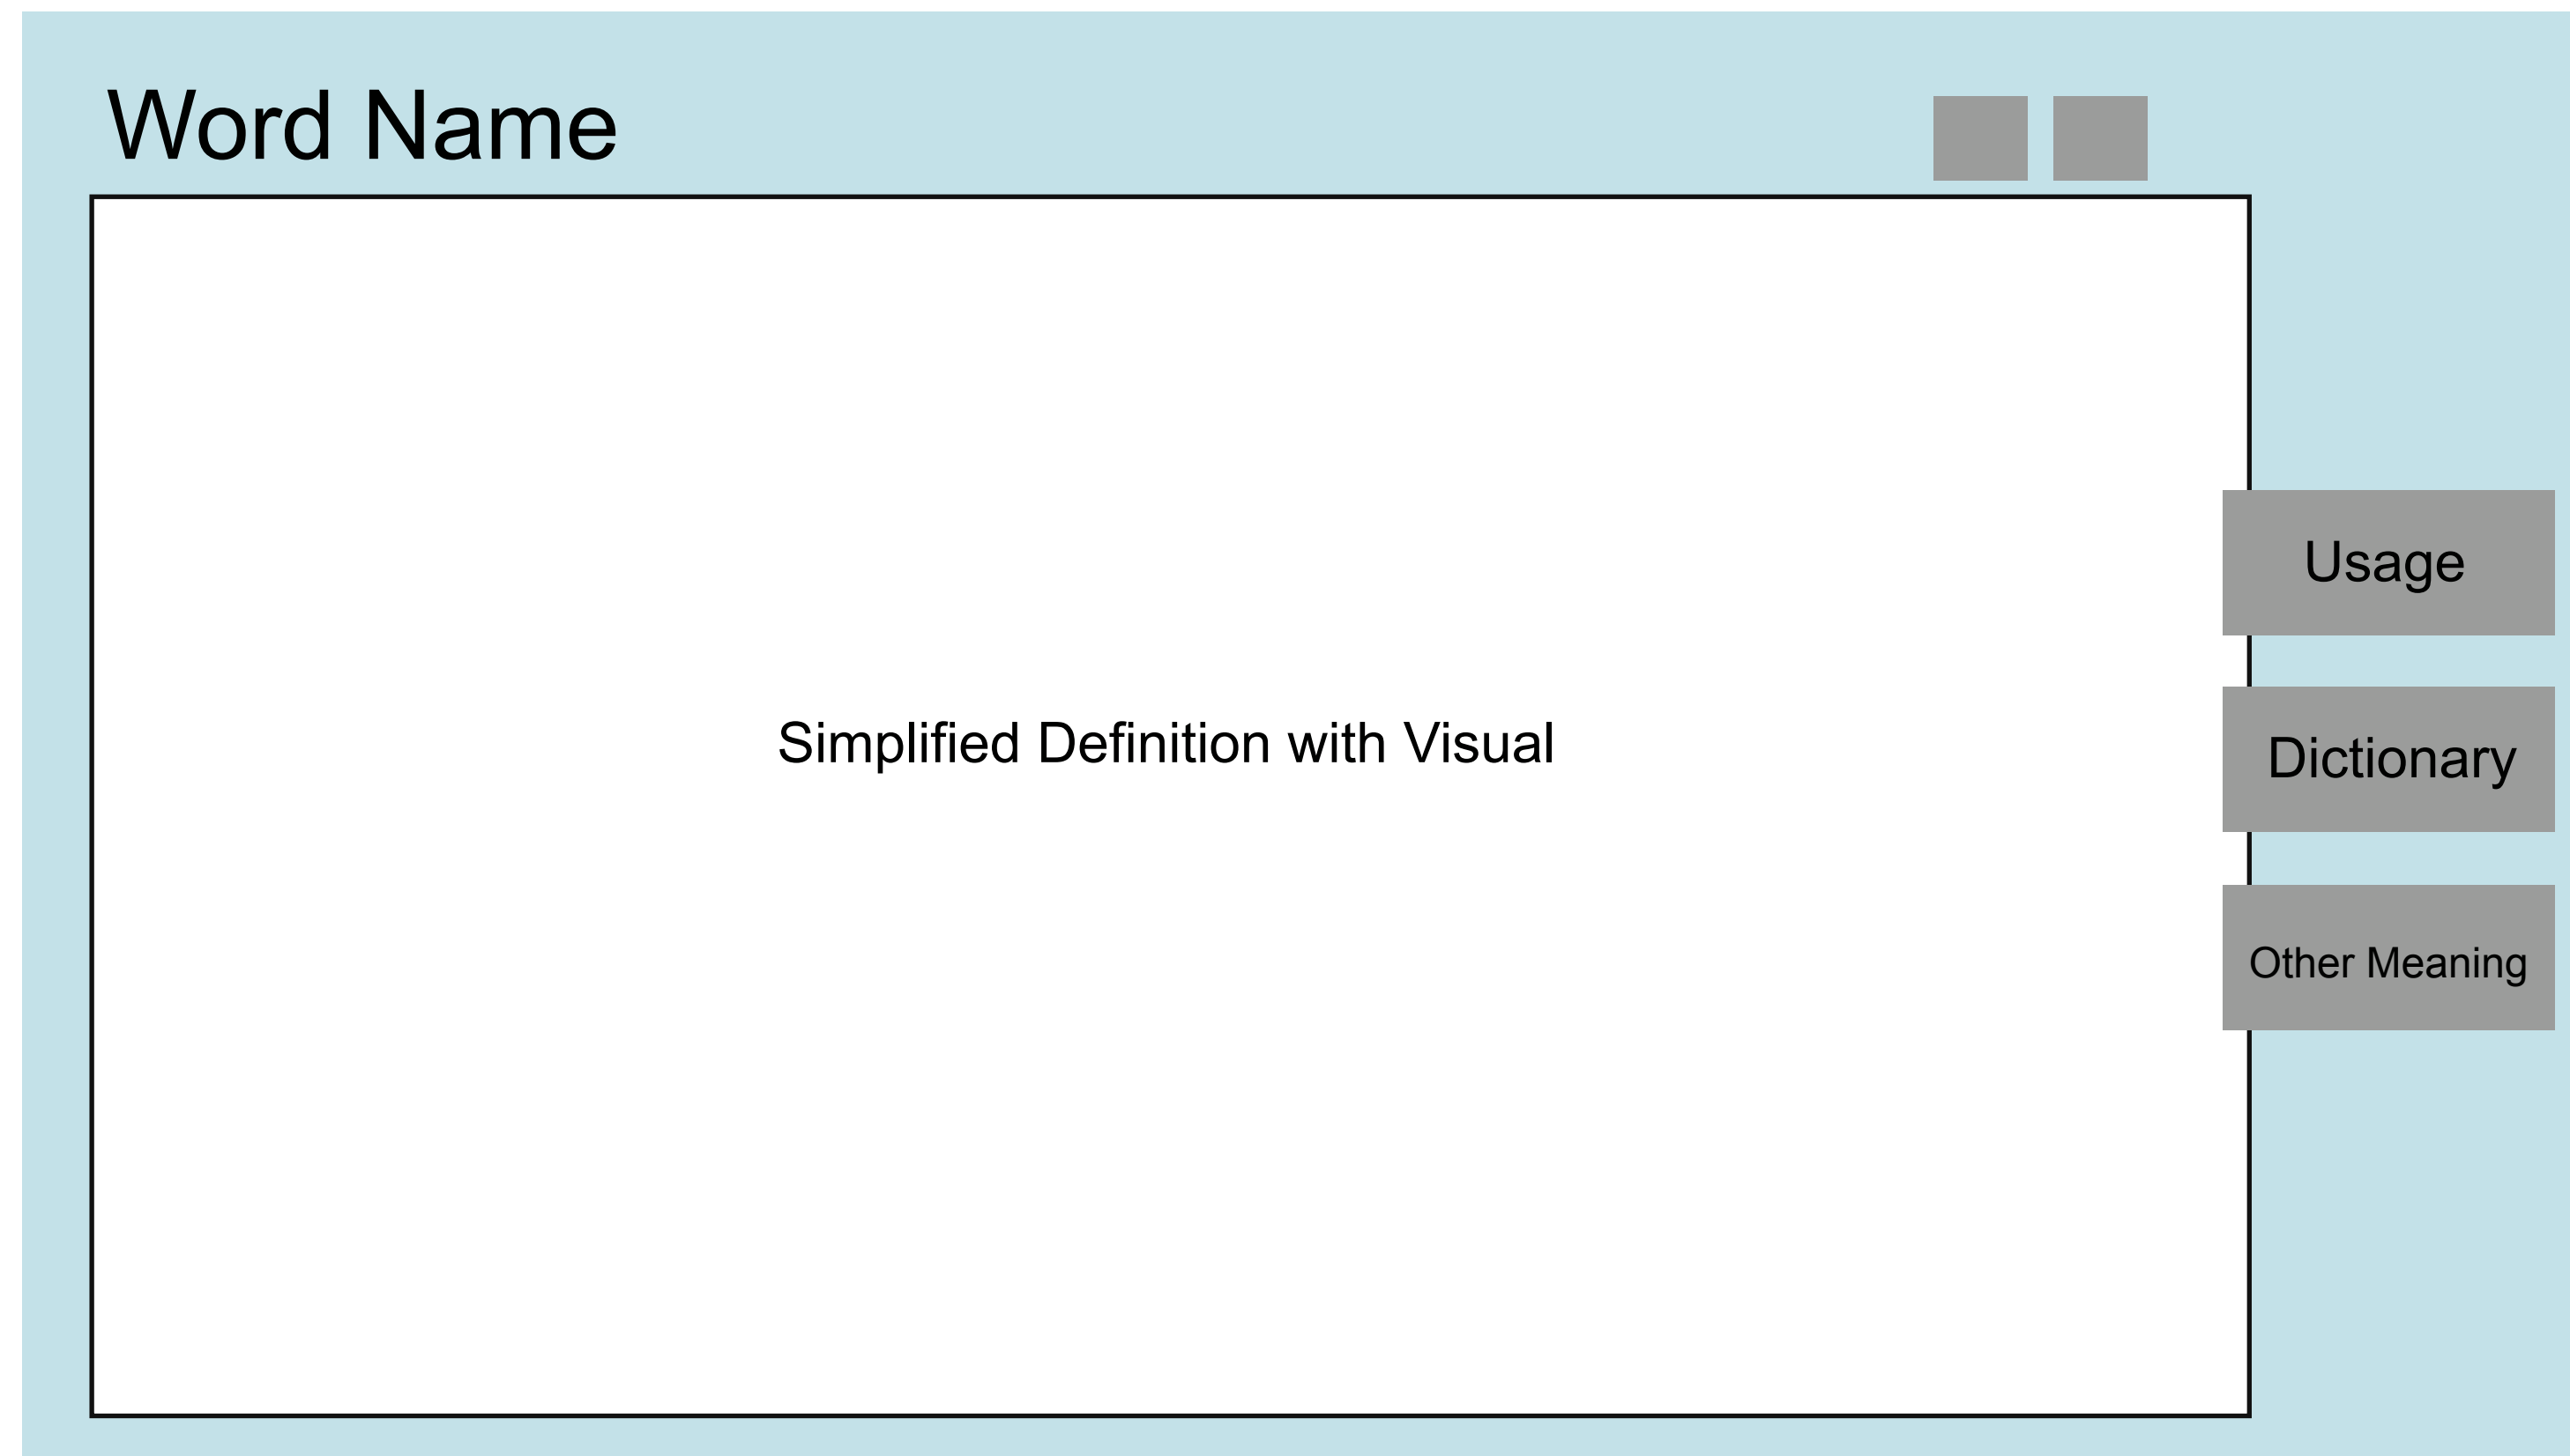 Word Name
Usage
Simplified Definition with Visual
Dictionary
Other Meaning